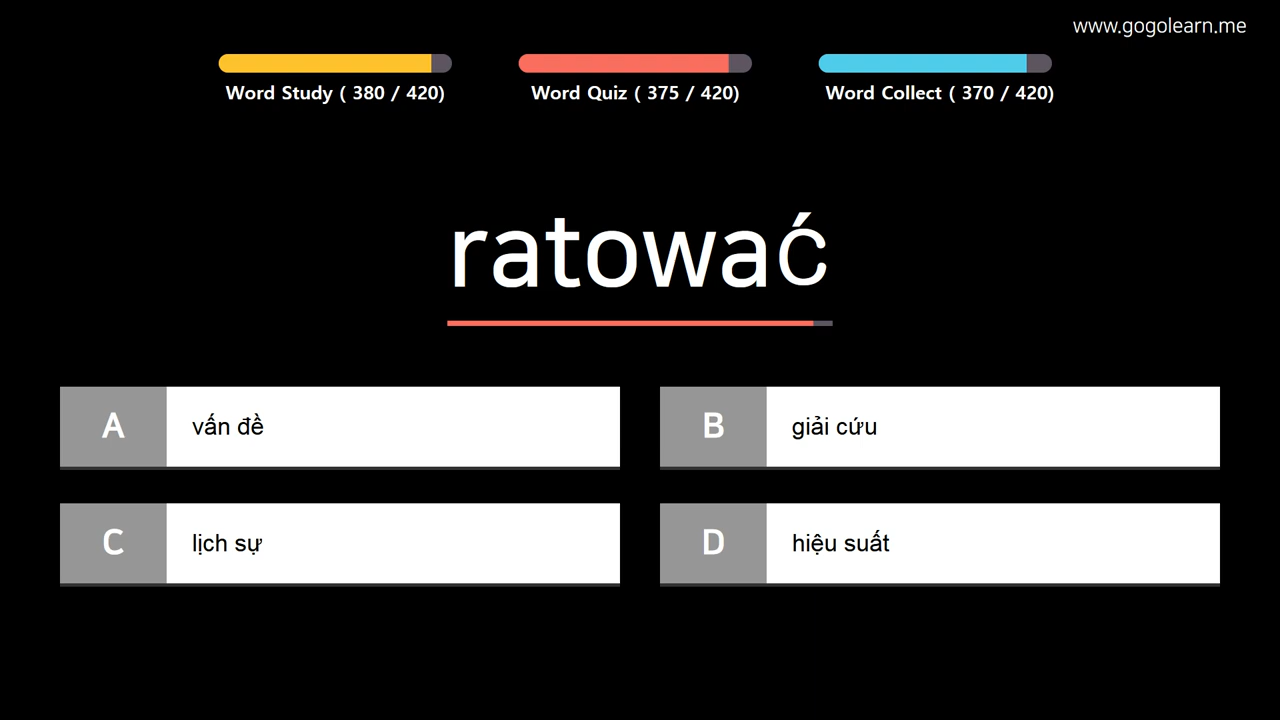 www.gogolearn.me
Word Study ( 380 / 420)
Word Quiz ( 375 / 420)
Word Collect ( 370 / 420)
ratować
A
vấn đề
B
giải cứu
C
lịch sự
D
hiệu suất